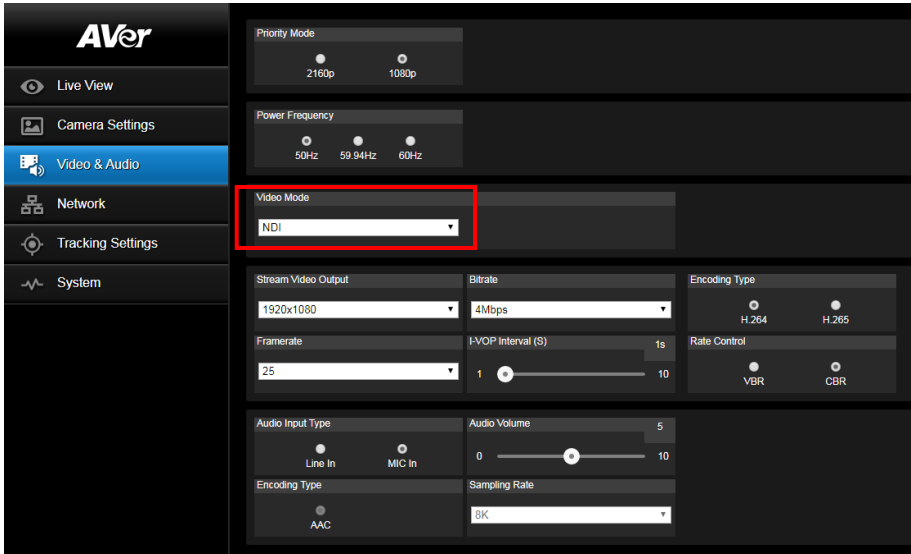 AVer
Live View
Camera Settings
Video & Audio
Network
Tracking Settings
System
Priority Mode
2160p 1080p
Power Frequency
50Hz 59.94Hz 60Hz
Video Mode
NDI
Stream Video Output Bitrate Encoding Type
1920x1080 4Mbps H.264 H.265
Framerate I-VOP Interval (S) 1s Rate Control
25 1 10 VBR CBR
Audio Input Type Audio Volume 5
Line In MIC In 0 10
Encoding Type Sampling Rate
AAC 8K